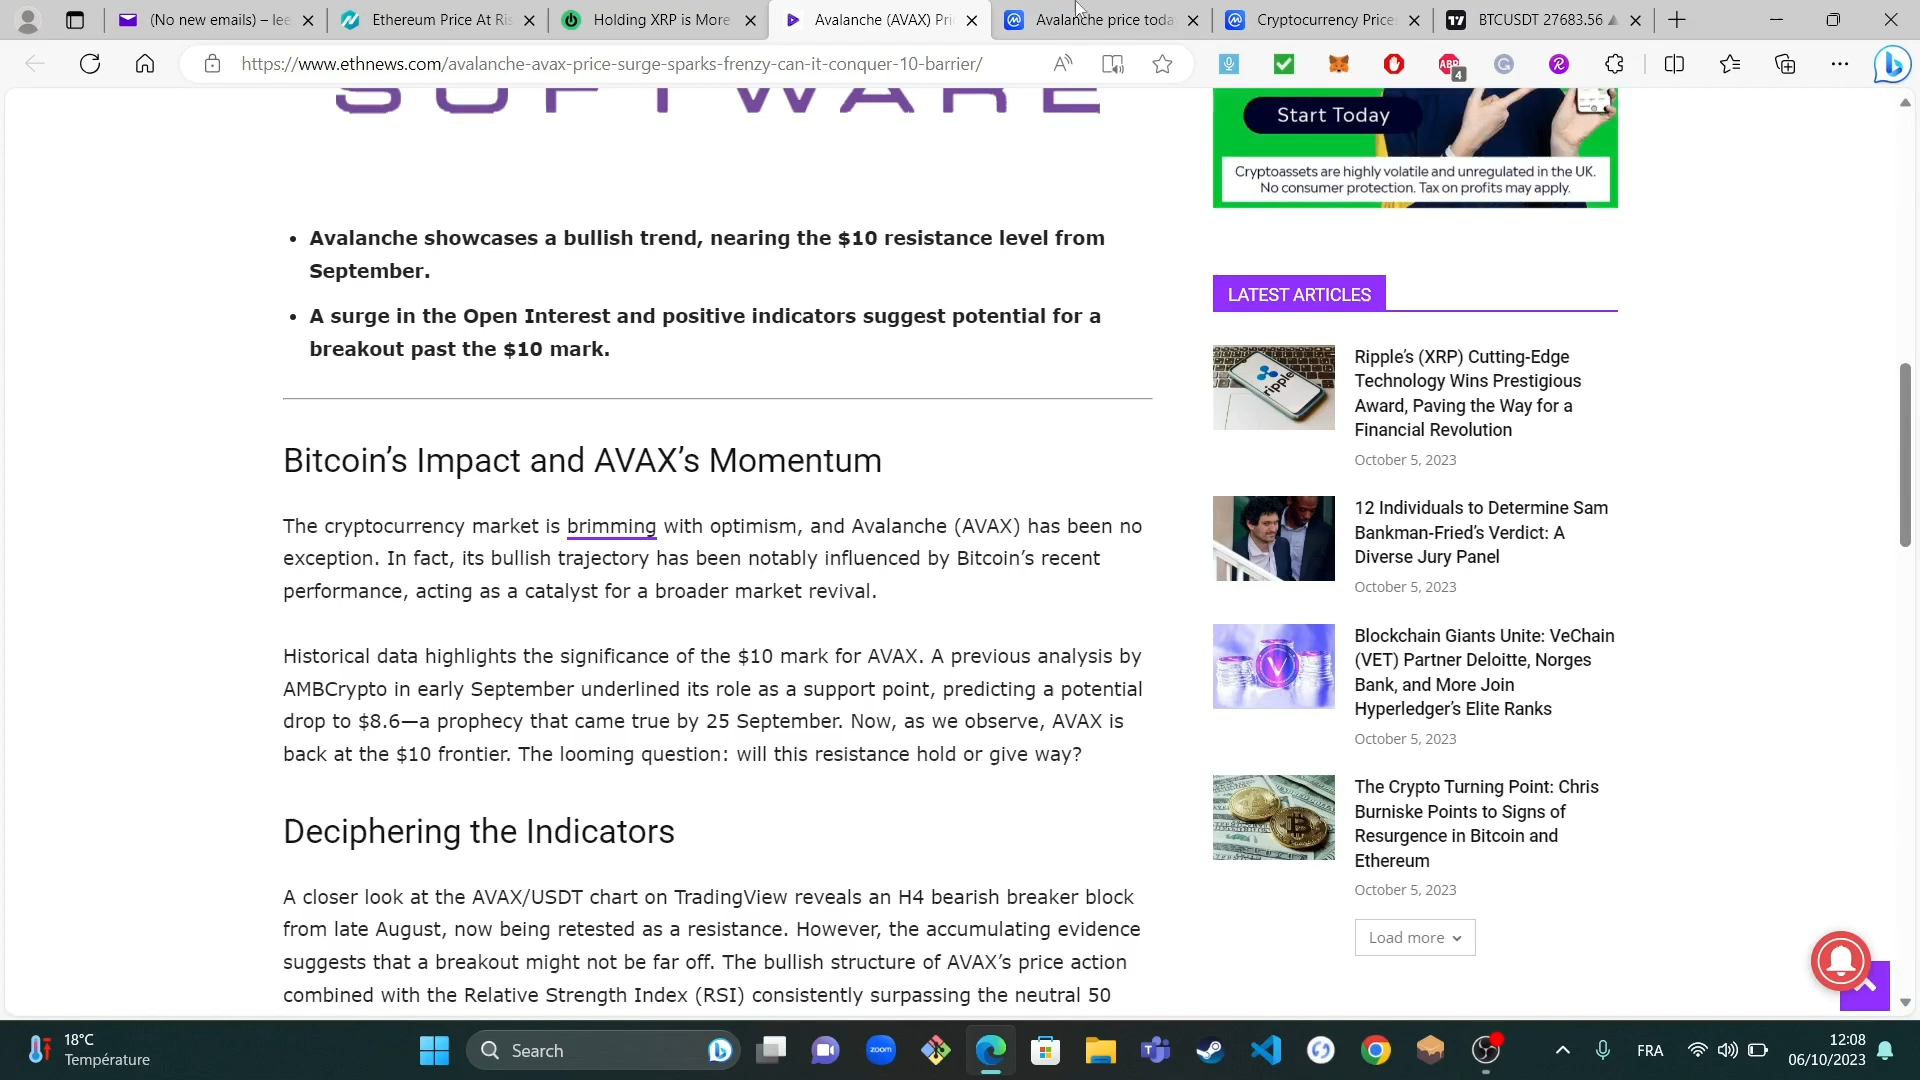 (No new emails) – lee
Ethereum Price At Ris
Holding XRP is More
Avalanche (AVAX) Pri
Avalanche price toda
Cryptocurrency Price
BTCUSDT 27683.56
https://www.ethnews.com/avalanche-avax-price-surge-sparks-frenzy-can-it-conquer-10-barrier/
ABP
4
SOFTWARE
Start Today
Cryptoassets are highly volatile and unregulated in the UK.
No consumer protection. Tax on profits may apply.
• Avalanche showcases a bullish trend, nearing the $10 resistance level from
September.
• A surge in the Open Interest and positive indicators suggest potential for a
breakout past the $10 mark.
Bitcoin’s Impact and AVAX’s Momentum
The cryptocurrency market is brimming with optimism, and Avalanche (AVAX) has been no
exception. In fact, its bullish trajectory has been notably influenced by Bitcoin’s recent
performance, acting as a catalyst for a broader market revival.
Historical data highlights the significance of the $10 mark for AVAX. A previous analysis by
AMBCrypto in early September underlined its role as a support point, predicting a potential
drop to $8.6—a prophecy that came true by 25 September. Now, as we observe, AVAX is
back at the $10 frontier. The looming question: will this resistance hold or give way?
Deciphering the Indicators
A closer look at the AVAX/USDT chart on TradingView reveals an H4 bearish breaker block
from late August, now being retested as a resistance. However, the accumulating evidence
suggests that a breakout might not be far off. The bullish structure of AVAX’s price action
combined with the Relative Strength Index (RSI) consistently surpassing the neutral 50
LATEST ARTICLES
ripple
Ripple’s (XRP) Cutting-Edge
Technology Wins Prestigious
Award, Paving the Way for a
Financial Revolution
October 5, 2023
12 Individuals to Determine Sam
Bankman-Fried’s Verdict: A
Diverse Jury Panel
October 5, 2023
Blockchain Giants Unite: VeChain
(VET) Partner Deloitte, Norges
Bank, and More Join
Hyperledger’s Elite Ranks
October 5, 2023
The Crypto Turning Point: Chris
Burniske Points to Signs of
Resurgence in Bitcoin and
Ethereum
October 5, 2023
Load more
18°C
Température
Search
zoom
FRA
12:08
06/10/2023